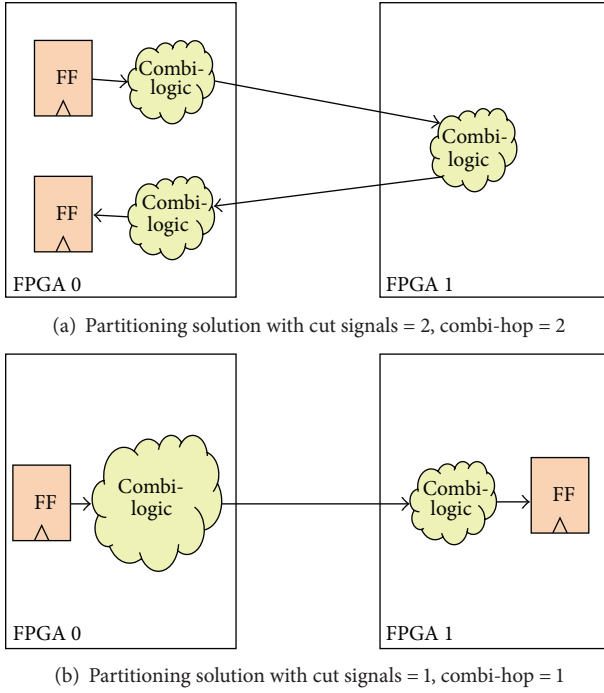 FF
Combi-
logic
Combi-
logic
FF
Combi-
logic
FPGA 0
FPGA 1
(a) Partitioning solution with cut signals = 2, combi-hop = 2
FF
Combi-
logic
Combi-
logic
FF
FPGA 0
FPGA 1
(b) Partitioning solution with cut signals = 1, combi-hop = 1